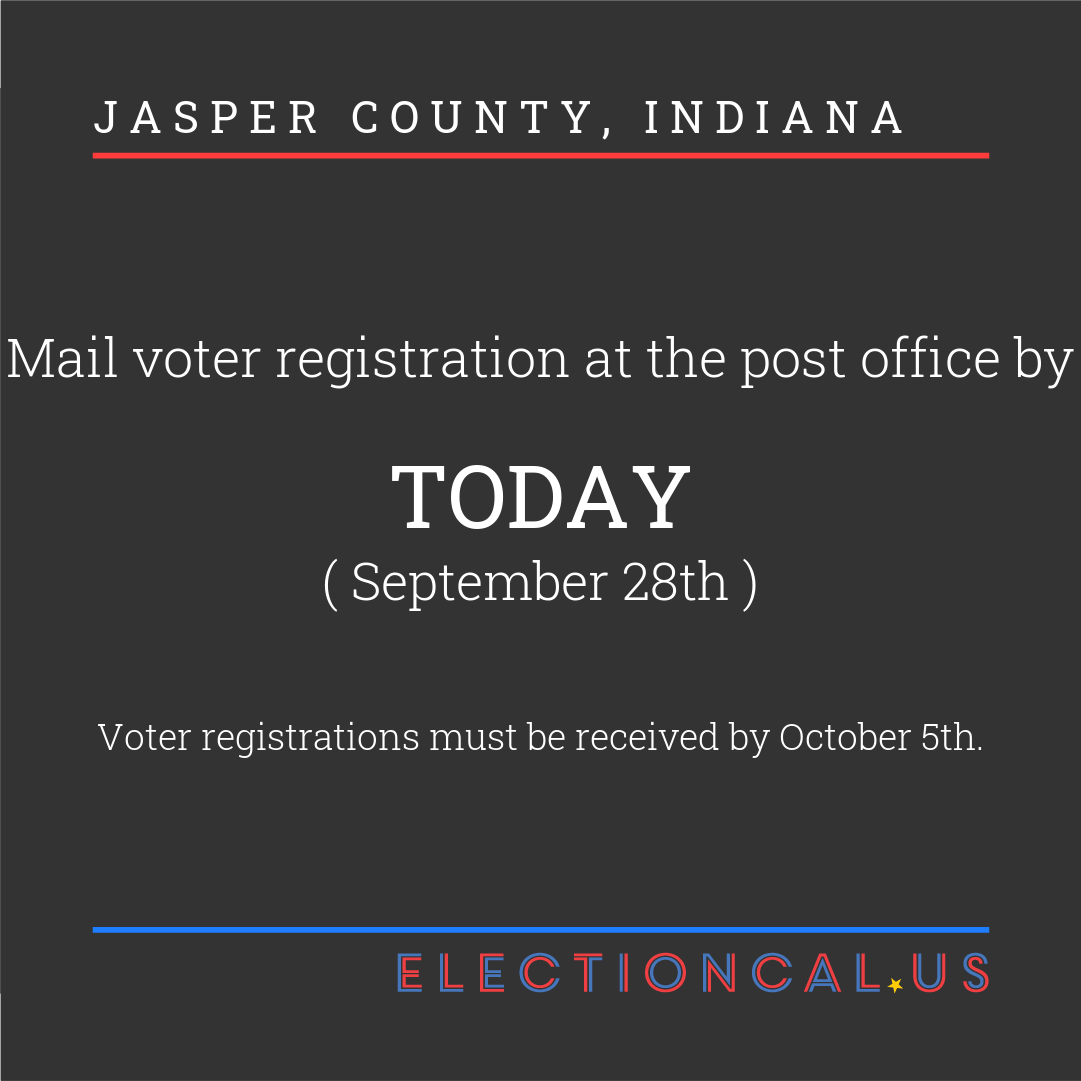 JASPER COUNTY, INDIANA
Mail voter registration at the post office by
TODAY
( September 28th )
Voter registrations must be received by October 5th.
ELECTIONCAL.US